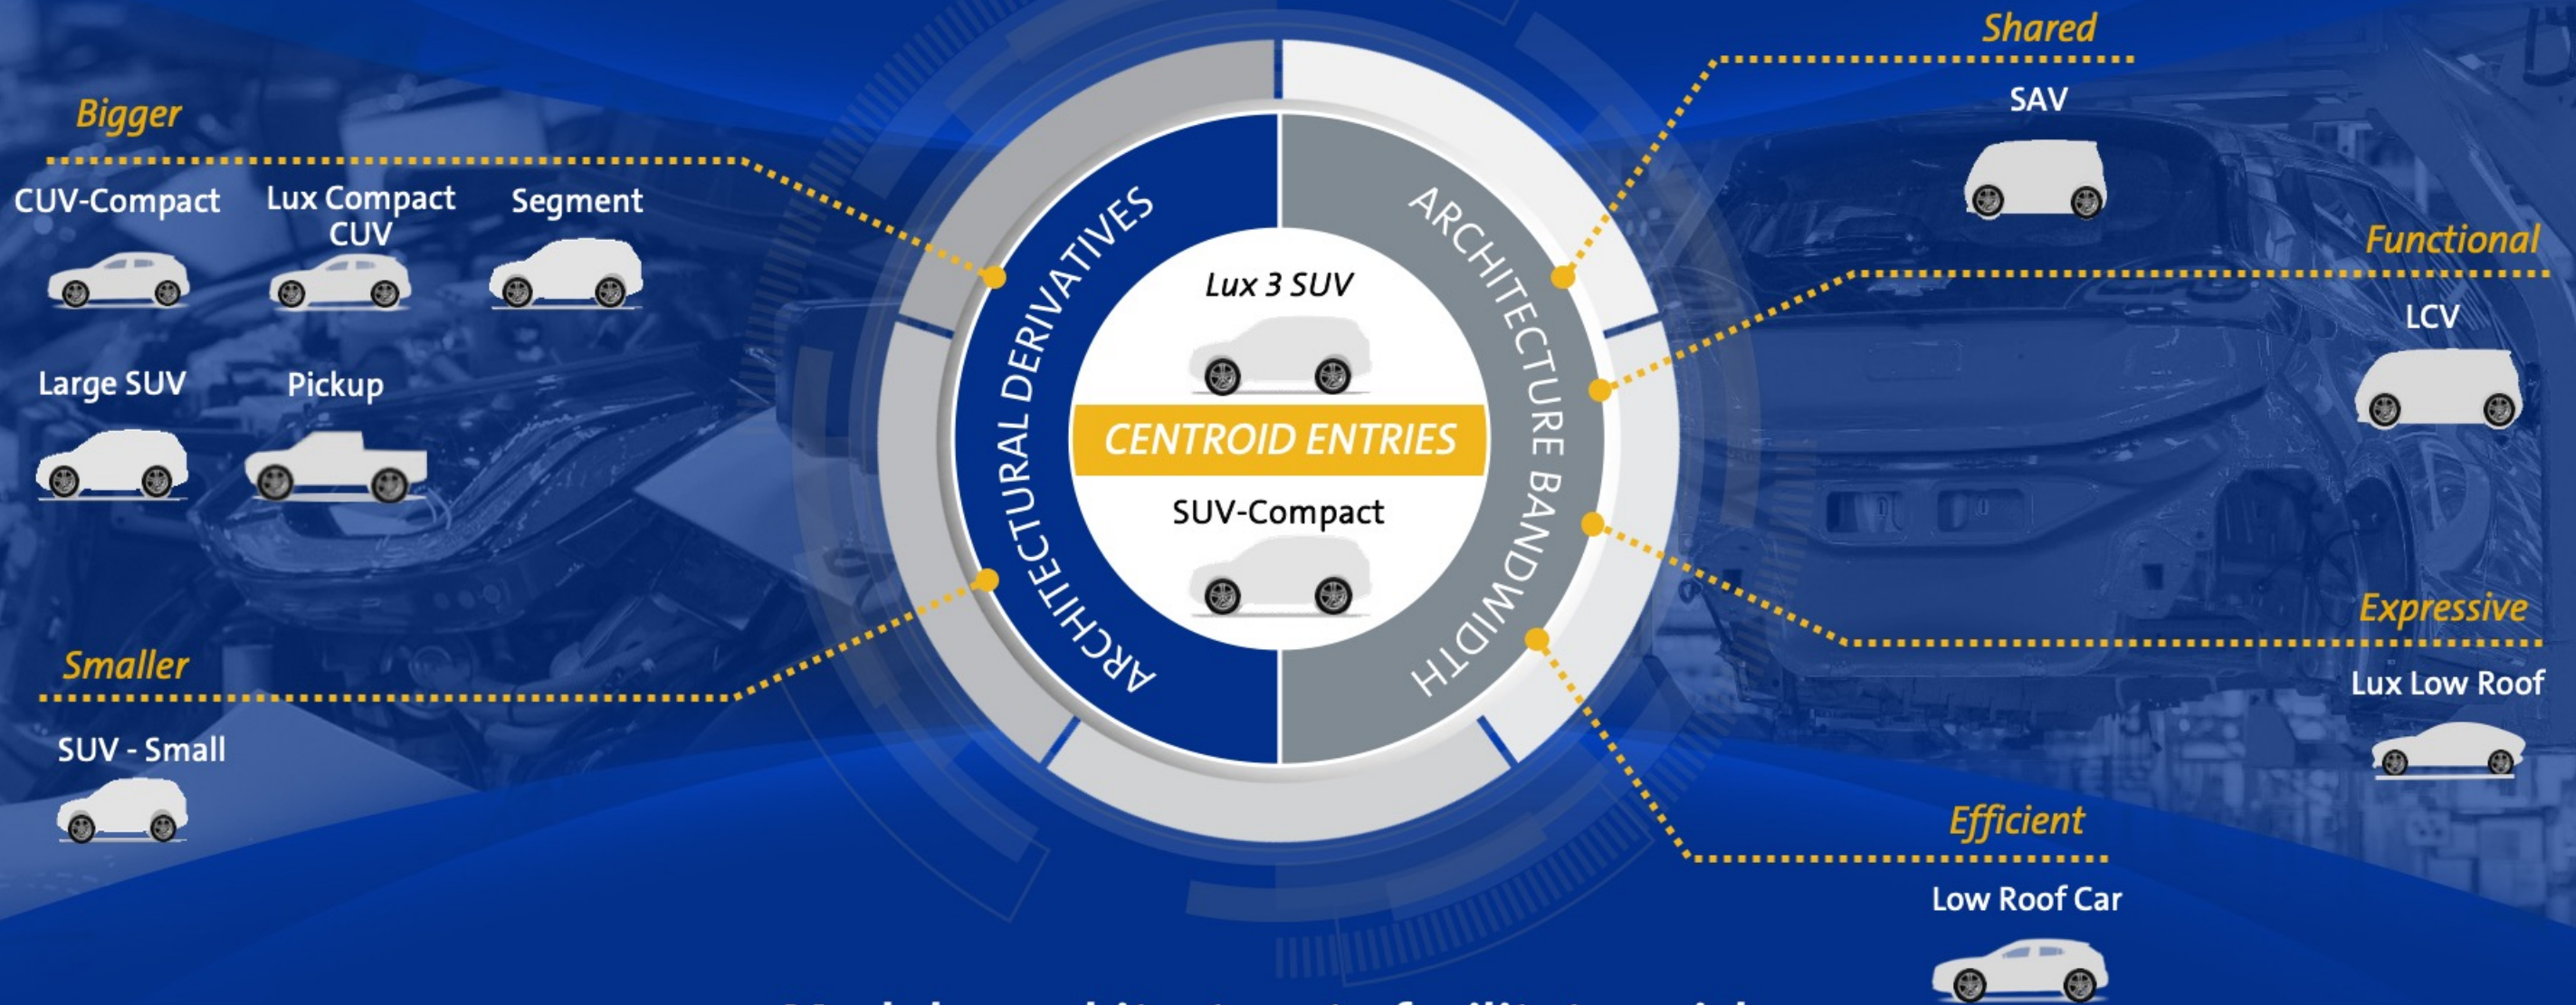 Bigger
CUV-Compact
Lux Compact
CUV
Segment
Large SUV
Pickup
Smaller
SUV - Small
ARCHITECTURAL DERIVATIVES
Lux 3 SUV
CENTROID ENTRIES
SUV-Compact
ARCHITECTURE BANDWIDTH
Shared
SAV
Functional
LCV
Expressive
Lux Low Roof
Efficient
Low Roof Car